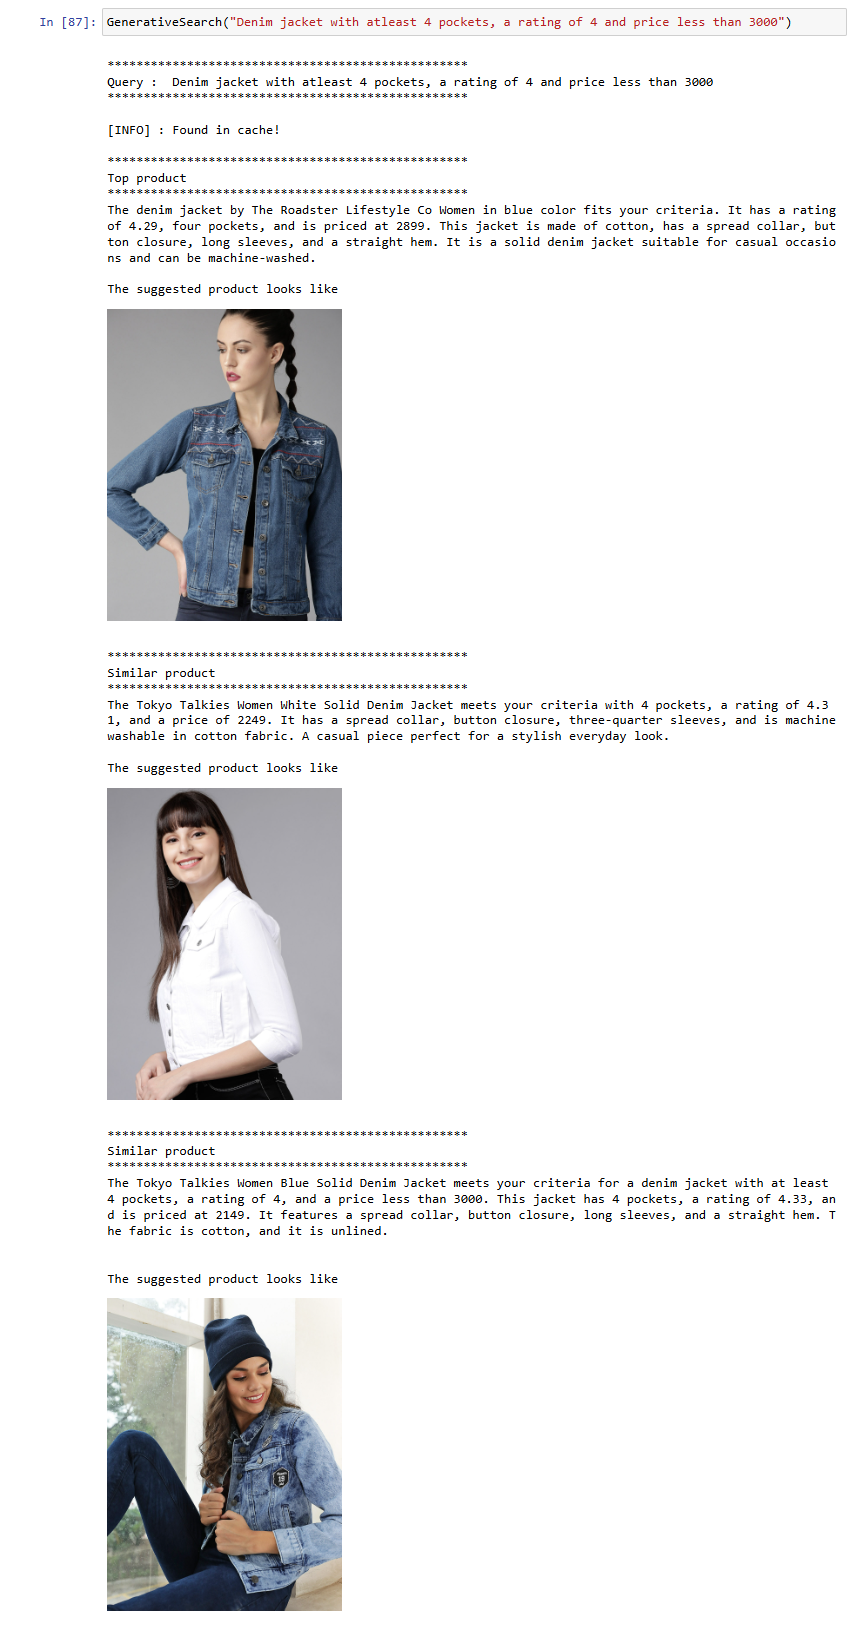 In [87]: GenerativeSearch("Denim jacket with atleast 4 pockets, a rating of 4 and price less than 3000")
**************************************************
Query :  Denim jacket with atleast 4 pockets, a rating of 4 and price less than 3000
**************************************************
[INFO] : Found in cache!
**************************************************
Top product
**************************************************
The denim jacket by The Roadster Lifestyle Co Women in blue color fits your criteria. It has a rating
of 4.29, four pockets, and is priced at 2899. This jacket is made of cotton, has a spread collar, but
ton closure, long sleeves, and a straight hem. It is a solid denim jacket suitable for casual occasio
ns and can be machine-washed.
The suggested product looks like
**************************************************
Similar product
**************************************************
The Tokyo Talkies Women White Solid Denim Jacket meets your criteria with 4 pockets, a rating of 4.3
1, and a price of 2249. It has a spread collar, button closure, three-quarter sleeves, and is machine
washable in cotton fabric. A casual piece perfect for a stylish everyday look.
The suggested product looks like
**************************************************
Similar product
**************************************************
The Tokyo Talkies Women Blue Solid Denim Jacket meets your criteria for a denim jacket with at least
4 pockets, a rating of 4, and a price less than 3000. This jacket has 4 pockets, a rating of 4.33, an
d is priced at 2149. It features a spread collar, button closure, long sleeves, and a straight hem. T
he fabric is cotton, and it is unlined.
The suggested product looks like